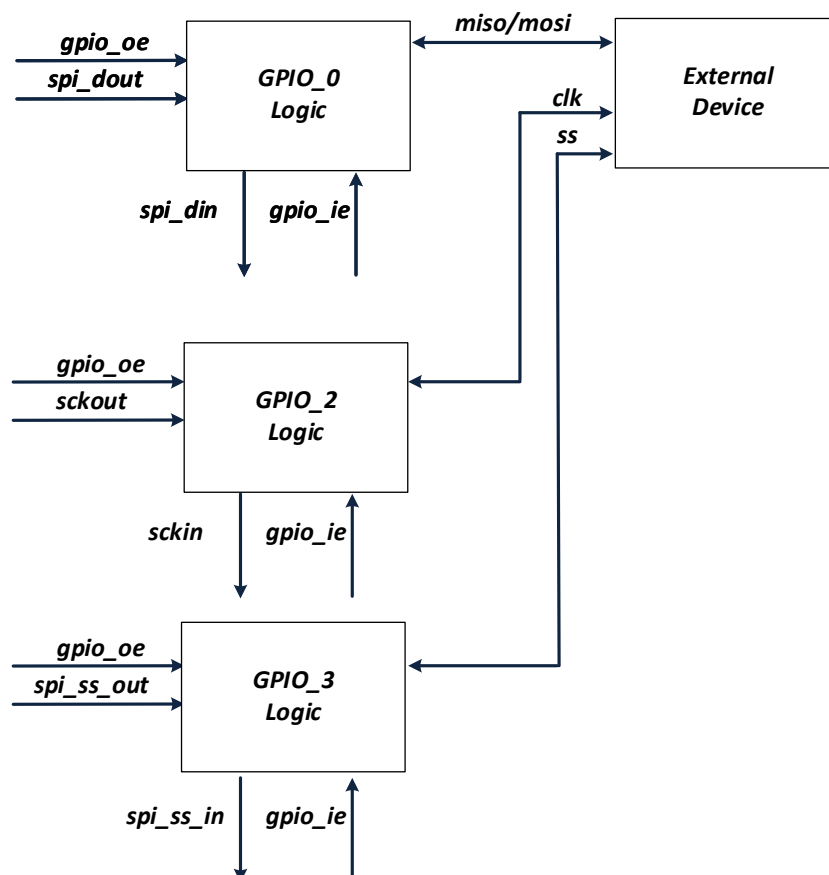 gpio_oe
spi_dout
GPIO_0
Logic
miso/mosi
External
Device
clk
ss
spi_din
gpio_ie
gpio_oe
sckout
GPIO_2
Logic
sckin
gpio_ie
gpio_oe
spi_ss_out
GPIO_3
Logic
spi_ss_in
gpio_ie